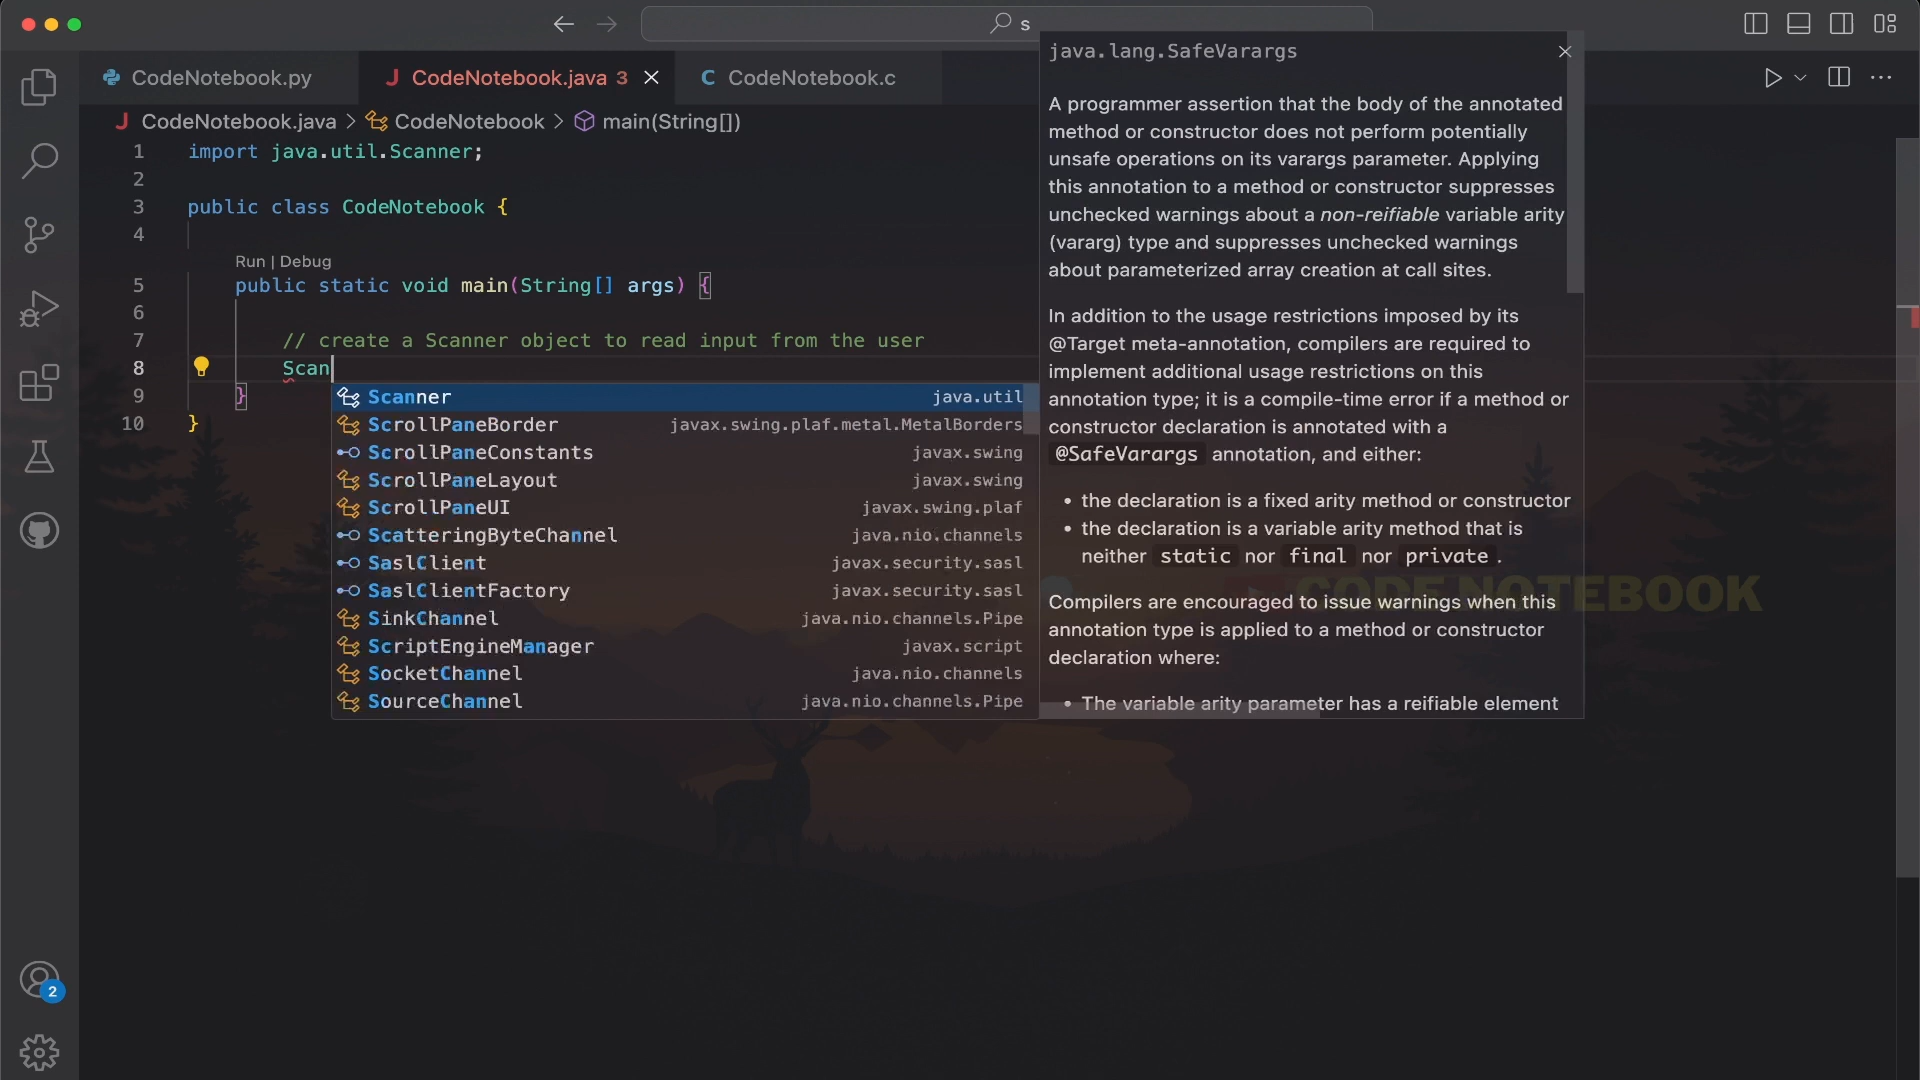 s
CodeNotebook.py
CodeNotebook.java 3
CodeNotebook.c
CodeNotebook.java > CodeNotebook > main(String[])
1 import java.util.Scanner;
2
3 public class CodeNotebook {
4
Run | Debug
5 public static void main(String[] args) {
6
7 // create a Scanner object to read input from the user
8 Scan
9 }
10 }
Scanner java.util
ScrollPaneBorder javax.swing.plaf.metal.MetalBorders
ScrollPaneConstants javax.swing
ScrollPaneLayout javax.swing
ScrollPaneUI javax.swing.plaf
ScatteringByteChannel java.nio.channels
SaslClient javax.security.sasl
SaslClientFactory javax.security.sasl
SinkChannel java.nio.channels.Pipe
ScriptEngineManager javax.script
SocketChannel java.nio.channels
SourceChannel java.nio.channels.Pipe
java.lang.SafeVarargs
A programmer assertion that the body of the annotated
method or constructor does not perform potentially
unsafe operations on its varargs parameter. Applying
this annotation to a method or constructor suppresses
unchecked warnings about a non-reifiable variable arity
(vararg) type and suppresses unchecked warnings
about parameterized array creation at call sites.
In addition to the usage restrictions imposed by its
@Target meta-annotation, compilers are required to
implement additional usage restrictions on this
annotation type; it is a compile-time error if a method or
constructor declaration is annotated with a
@SafeVarargs annotation, and either:
• the declaration is a fixed arity method or constructor
• the declaration is a variable arity method that is
neither static nor final nor private.
Compilers are encouraged to issue warnings when this
annotation type is applied to a method or constructor
declaration where:
• The variable arity parameter has a reifiable element
CODE NOTEBOOK
2